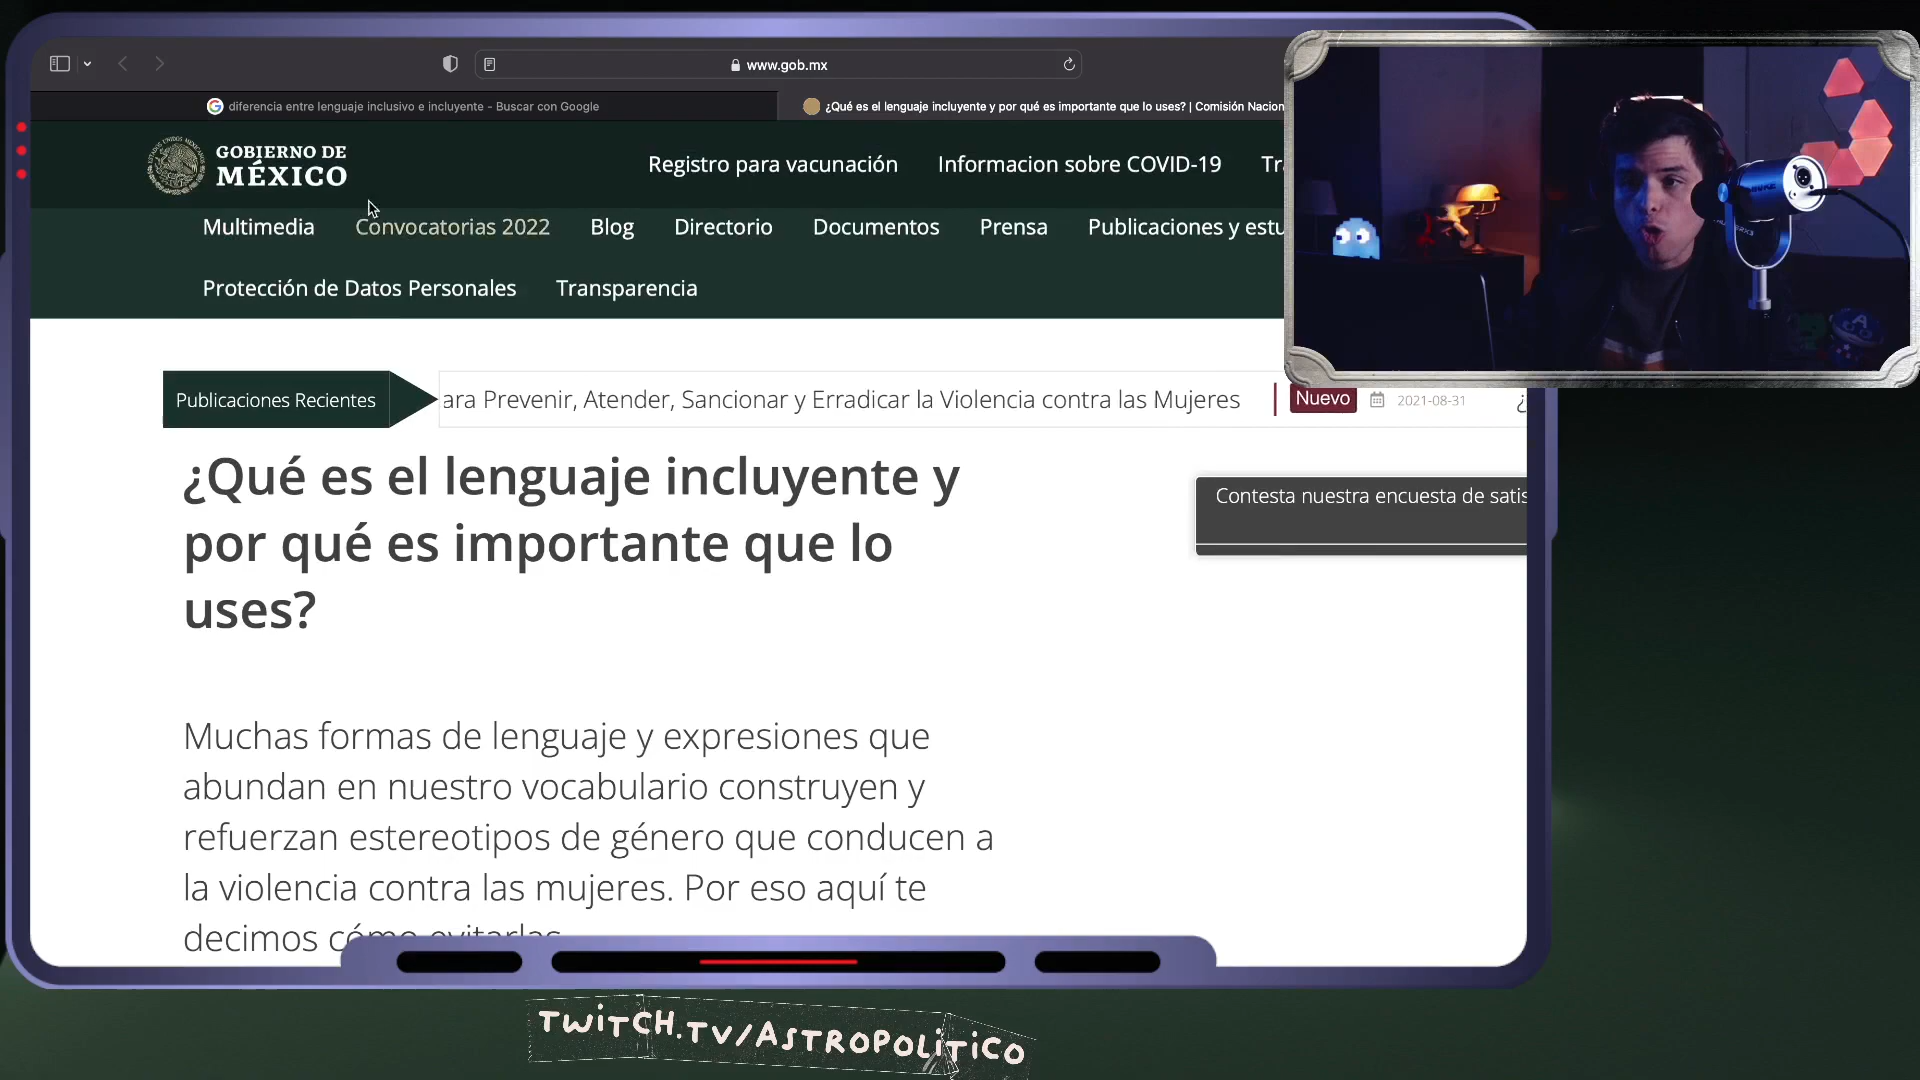 www.gob.mx
diferencia entre lenguaje inclusivo e incluyente - Buscar con Google
¿Qué es el lenguaje incluyente y por qué es importante que lo uses? | Comisión Nacion
GOBIERNO DE
MÉXICO
Registro para vacunación
Informacion sobre COVID-19
Tr
Multimedia
Convocatorias 2022
Blog
Directorio
Documentos
Prensa
Publicaciones y estu
Protección de Datos Personales
Transparencia
Publicaciones Recientes
ara Prevenir, Atender, Sancionar y Erradicar la Violencia contra las Mujeres
Nuevo
2021-08-31
¿Qué es el lenguaje incluyente y
por qué es importante que lo
uses?
Contesta nuestra encuesta de satis
Muchas formas de lenguaje y expresiones que
abundan en nuestro vocabulario construyen y
refuerzan estereotipos de género que conducen a
la violencia contra las mujeres. Por eso aquí te
decimos cómo evitarlas
TWITCH.TV/ASTROPOLITICO